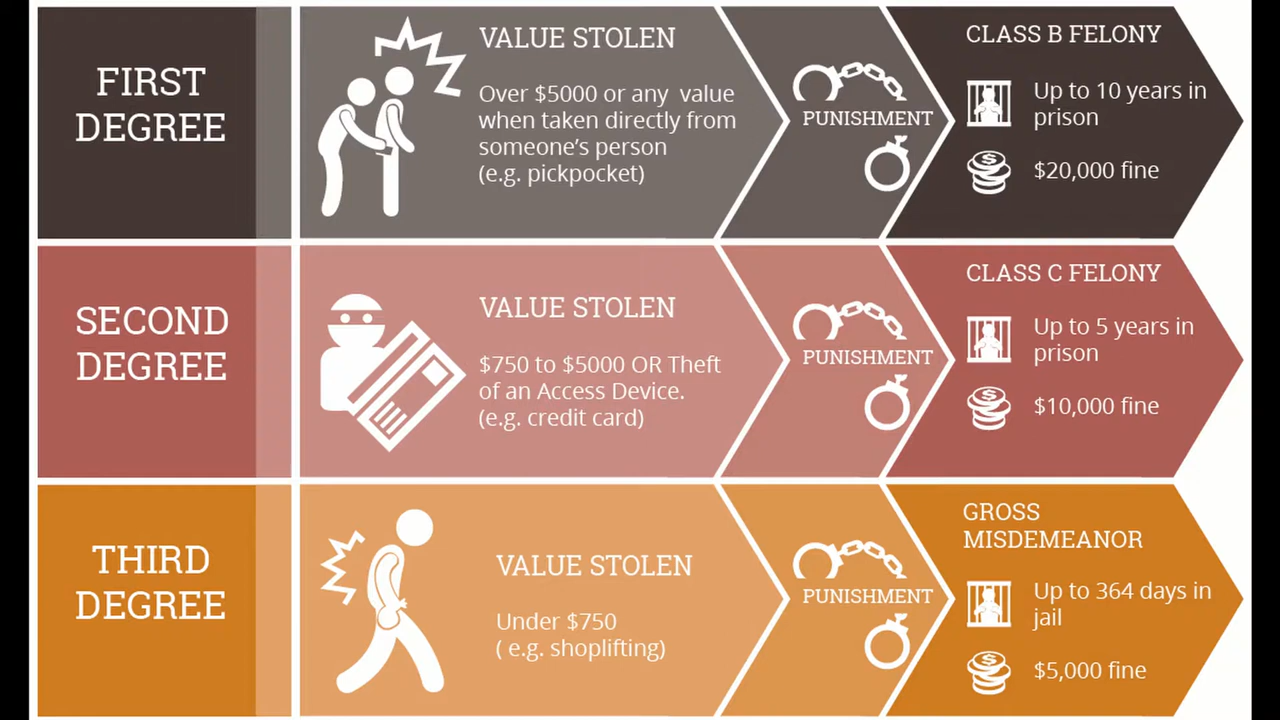 FIRST
DEGREE
VALUE STOLEN
Over $5000 or any value
when taken directly from
someone's person
(e.g. pickpocket)
PUNISHMENT
CLASS B FELONY
Up to 10 years in
prison
$20,000 fine
SECOND
DEGREE
VALUE STOLEN
$750 to $5000 OR Theft
of an Access Device.
(e.g. credit card)
PUNISHMENT
CLASS C FELONY
Up to 5 years in
prison
$10,000 fine
THIRD
DEGREE
VALUE STOLEN
Under $750
( e.g. shoplifting)
PUNISHMENT
GROSS
MISDEMEANOR
Up to 364 days in
jail
$5,000 fine